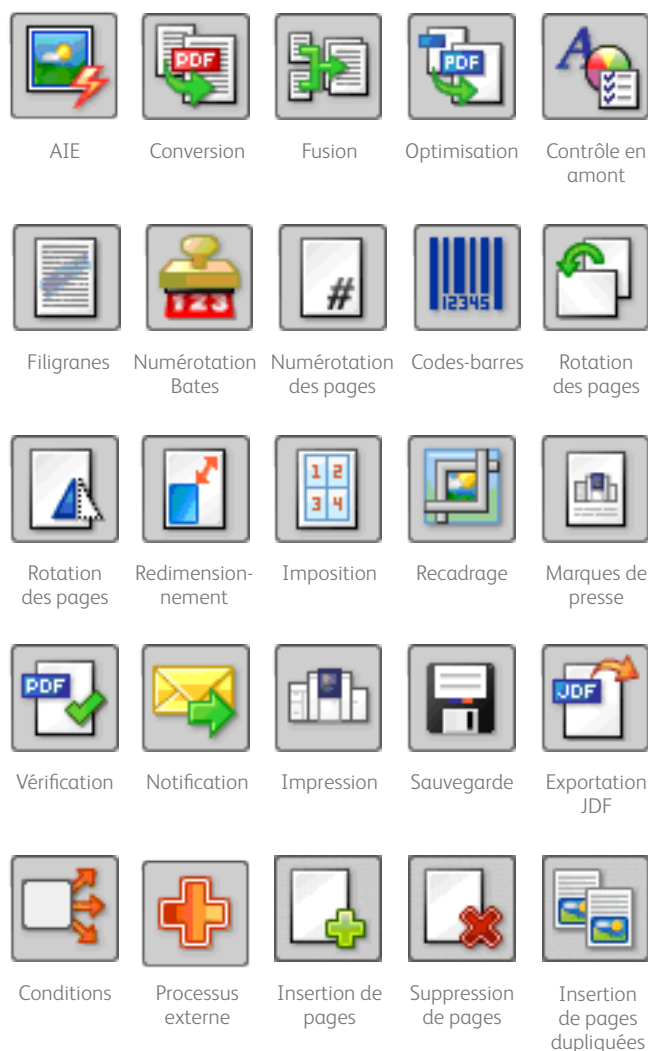 PDF
PDF
AIE
Conversion
Fusion
Optimisation
Contrôle en
amont
123
#
12345
Filigranes
Numérotation
Bates
Numérotation
des pages
Codes-barres
Rotation
des pages
1 2
3 4
Rotation
des pages
Redimension-
nement
Imposition
Recadrage
Marques de
presse
PDF
JDF
Vérification
Notification
Impression
Sauvegarde
Exportation
JDF
Conditions
Processus
externe
Insertion de
pages
Suppression
de pages
Insertion
de pages
dupliquées